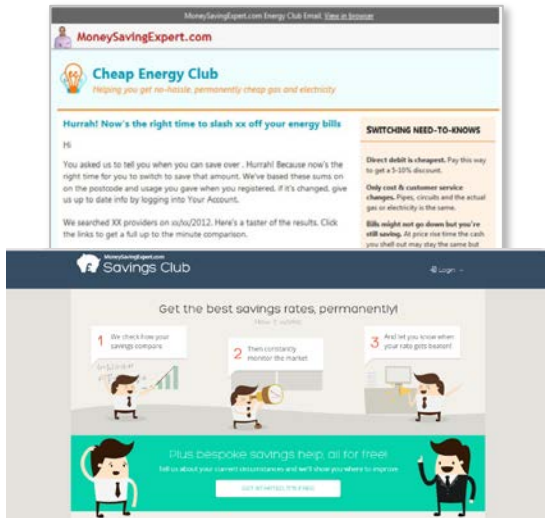 MoneySavingExpert.com Energy Club Email. View in browser
MoneySavingExpert.com
Cheap Energy Club
Helping you get no-hassle, permanently cheap gas and electricity
Hurrah! Now's the right time to slash xx off your energy bills
Hi
You asked us to tell you when you can save over . Hurrah! Because now's the
right time for you to switch to save that amount. We've based these sums on
on the postcode and usage you gave when you registered, if it's changed, give
us up to date info by logging into Your Account.
We searched XX providers on xx/xx/2012. Here's a taster of the results. Click
the links to get a full up to the minute comparison.
SWITCHING NEED-TO-KNOWS
Direct debit is cheapest. Pay this way
to get a 5-10% discount.
Only cost & customer service
changes. Pipes, circuits and the actual
gas or electricity is the same.
Bills might not go down but you're
still saving. At price rise time the cash
you shell out may stay the same but
MoneySavingExpert.com
Savings Club
Login
Get the best savings rates, permanently!
How it works
1 We check how your
savings compare
2 Then constantly
monitor the market
3 And let you know when
your rate gets beaten!
Plus bespoke savings help, all for free!
Tell us about your current circumstances and we'll show you where to improve